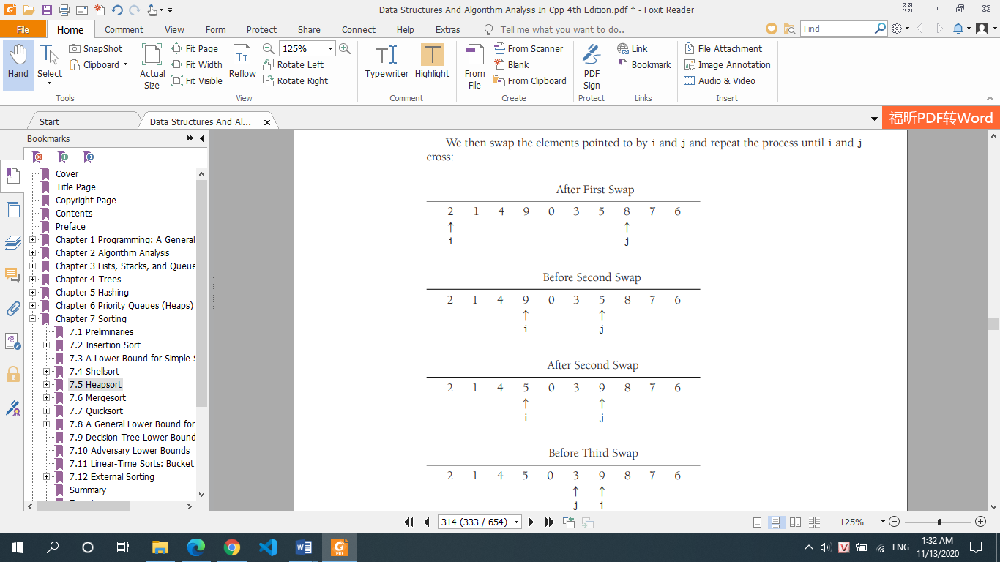 Data Structures And Algorithm Analysis In Cpp 4th Edition.pdf * - Foxit Reader
File Home Comment View Form Protect Share Connect Help Extras Tell me what you want to do.. Find
Hand
Select
SnapShot
Clipboard
Tools
Actual
Size
Fit Page
Fit Width
Fit Visible
Reflow
125%
Rotate Left
Rotate Right
View
Typewriter
Highlight
Comment
From
File
From Scanner
Blank
From Clipboard
Create
PDF
Sign
Protect
Link
Bookmark
Links
File Attachment
Image Annotation
Audio & Video
Insert
Start
Data Structures And Al...
福昕PDF转Word
Bookmarks
Cover
Title Page
Copyright Page
Contents
Preface
Chapter 1 Programming: A General
Chapter 2 Algorithm Analysis
Chapter 3 Lists, Stacks, and Queue
Chapter 4 Trees
Chapter 5 Hashing
Chapter 6 Priority Queues (Heaps)
Chapter 7 Sorting
7.1 Preliminaries
7.2 Insertion Sort
7.3 A Lower Bound for Simple S
7.4 Shellsort
7.5 Heapsort
7.6 Mergesort
7.7 Quicksort
7.8 A General Lower Bound for
7.9 Decision-Tree Lower Bound
7.10 Adversary Lower Bounds
7.11 Linear-Time Sorts: Bucket
7.12 External Sorting
Summary
We then swap the elements pointed to by i and j and repeat the process until i and j
cross:
After First Swap
2 1 4 9 0 3 5 8 7 6
↑ ↑
i j
Before Second Swap
2 1 4 9 0 3 5 8 7 6
↑ ↑
i j
After Second Swap
2 1 4 5 0 3 9 8 7 6
↑ ↑
i j
Before Third Swap
2 1 4 5 0 3 9 8 7 6
↑ ↑
j i
314 (333 / 654)
125%
ENG
1:32 AM
11/13/2020